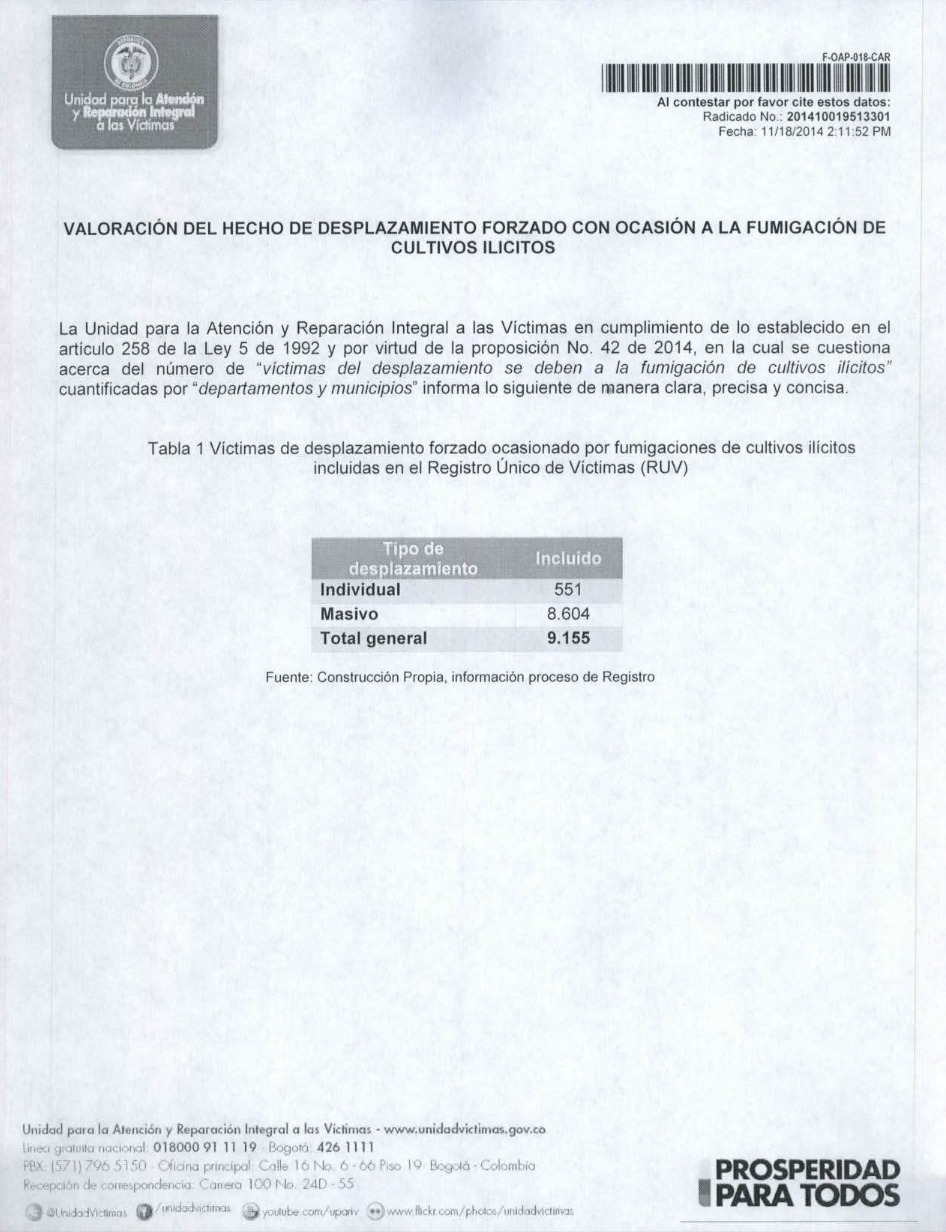 Unidad para la Atención
y Reparación Integral
a las Víctimas
F-OAP-018-CAR
Al contestar por favor cite estos datos:
Radicado No.: 201410019513301
Fecha: 11/18/2014 2:11:52 PM
VALORACIÓN DEL HECHO DE DESPLAZAMIENTO FORZADO CON OCASIÓN A LA FUMIGACIÓN DE
CULTIVOS ILICITOS
La Unidad para la Atención y Reparación Integral a las Víctimas en cumplimiento de lo establecido en el
artículo 258 de la Ley 5 de 1992 y por virtud de la proposición No. 42 de 2014, en la cual se cuestiona
acerca del número de "víctimas del desplazamiento se deben a la fumigación de cultivos ilícitos"
cuantificadas por "departamentos y municipios" informa lo siguiente de manera clara, precisa y concisa.
Tabla 1 Víctimas de desplazamiento forzado ocasionado por fumigaciones de cultivos ilícitos
incluidas en el Registro Único de Víctimas (RUV)
Tipo de
desplazamiento Incluido
Individual 551
Masivo 8.604
Total general 9.155
Fuente: Construcción Propia, información proceso de Registro
Unidad para la Atención y Reparación Integral a las Víctimas - www.unidadvictimas.gov.co
Línea gratuita nacional: 018000 91 11 19 - Bogotá: 426 1111
PBX: (571) 796 5150 - Oficina principal: Calle 16 No. 6 - 66 Piso 19 Bogotá - Colombia
Recepción de correspondencia: Carrera 100 No. 24D - 55
@UnidadVictimas /unidadvictimas youtube.com/upariv www.flickr.com/photos/unidadvictimas
PROSPERIDAD
PARA TODOS